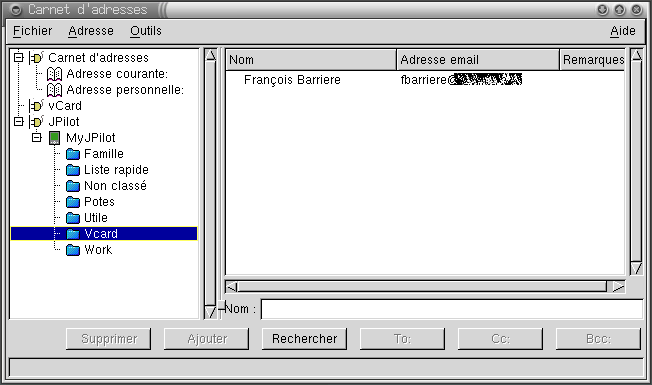 Carnet d'adresses
Fichier Adresse Outils Aide
Carnet d'adresses
Adresse courante:
Adresse personnelle:
vCard
JPilot
MyJPilot
Famille
Liste rapide
Non classé
Potes
Utile
Vcard
Work
Nom Adresse email Remarques
François Barriere fbarriere@
Nom :
Supprimer Ajouter Rechercher To: Cc: Bcc: